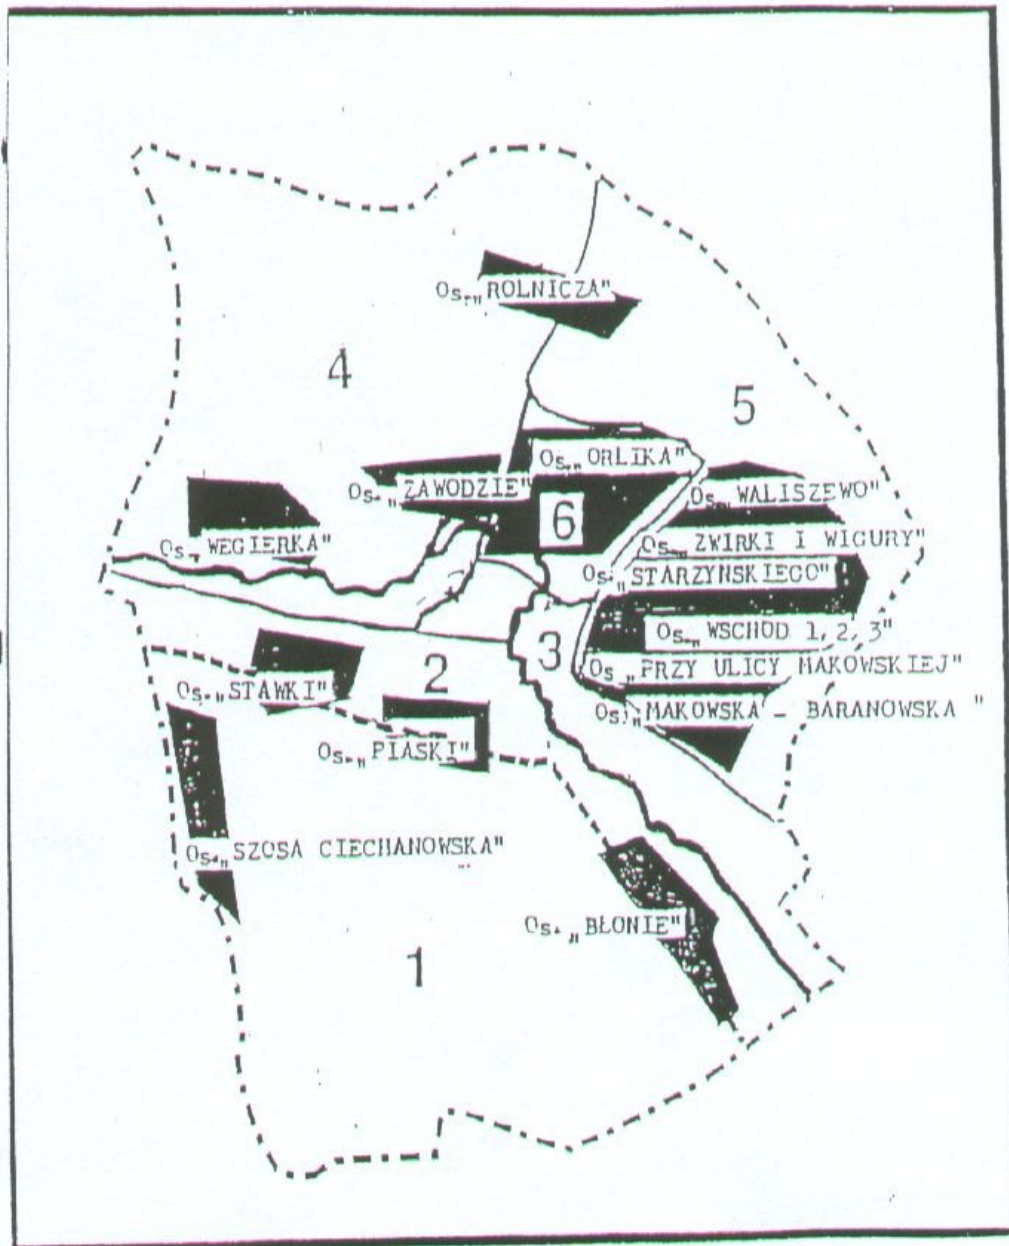 Os. „ROLNICZA"
4
5
Os. „ORLIKA"
Os. „ZAWODZIE"
Os. „WALISZEWO"
6
Os. „WEGIERKA"
Os. „ZWIRKI I WIGURY"
Os. „STARZYNSKIEGO"
Os. „WSCHOD 1, 2, 3"
3
2
Os. „PRZY ULICY MAKOWSKIEJ"
Os. „STAWKI"
Os. „MAKOWSKA - BARANOWSKA "
Os. „PIASKI"
Os. „SZOSA CIECHANOWSKA"
Os. „BŁONIE"
1